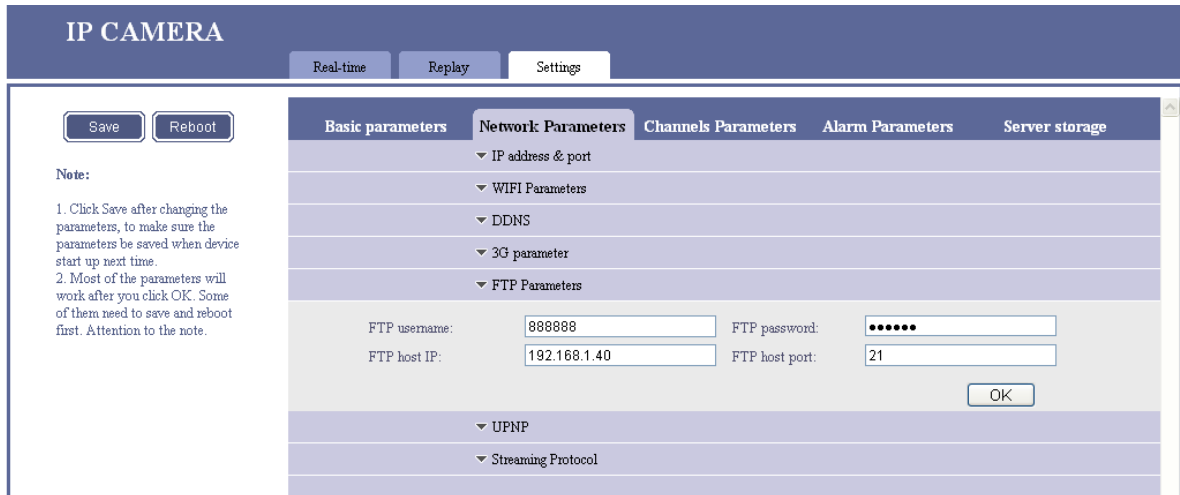 IP CAMERA
Real-time Replay Settings
Save Reboot
Note:
1. Click Save after changing the
parameters, to make sure the
parameters be saved when device
start up next time.
2. Most of the parameters will
work after you click OK. Some
of them need to save and reboot
first. Attention to the note.
Basic parameters Network Parameters Channels Parameters Alarm Parameters Server storage
IP address & port
WIFI Parameters
DDNS
3G parameter
FTP Parameters
FTP username: 888888 FTP password: ●●●●●●
FTP host IP: 192.168.1.40 FTP host port: 21
OK
UPNP
Streaming Protocol